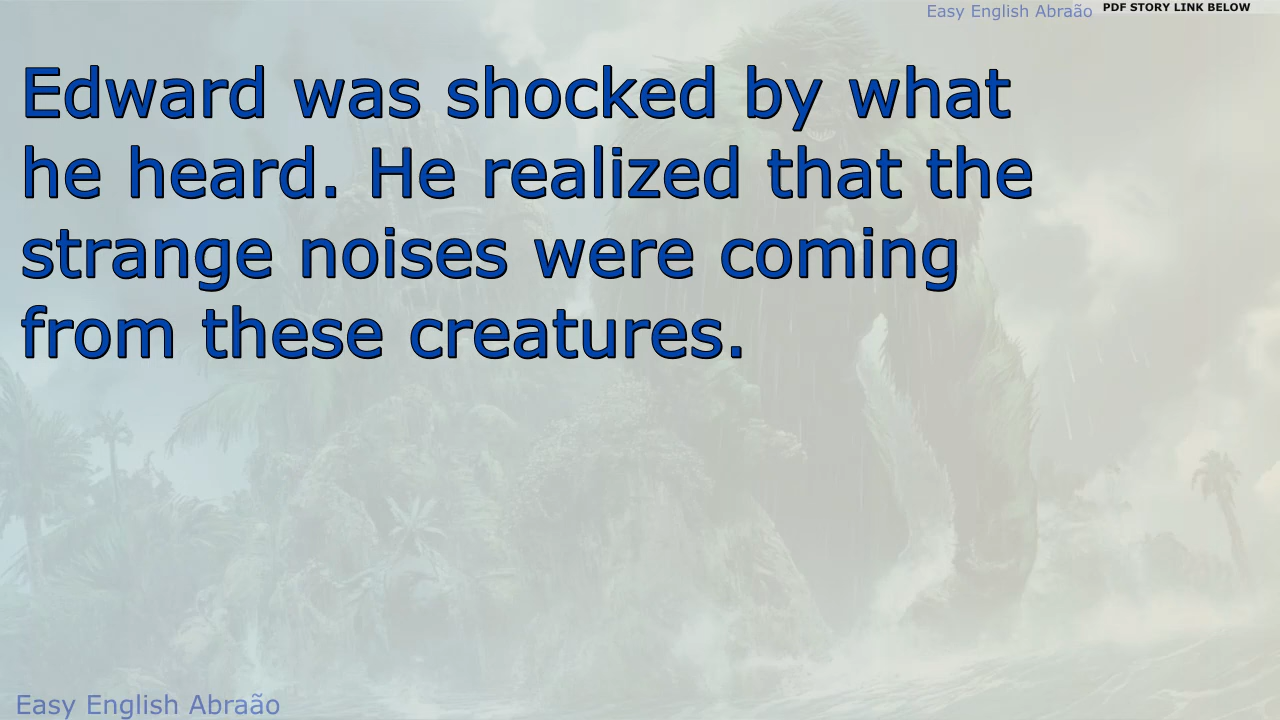 Easy English Abraão PDF STORY LINK BELOW
Edward was shocked by what
he heard. He realized that the
strange noises were coming
from these creatures.
Easy English Abraão